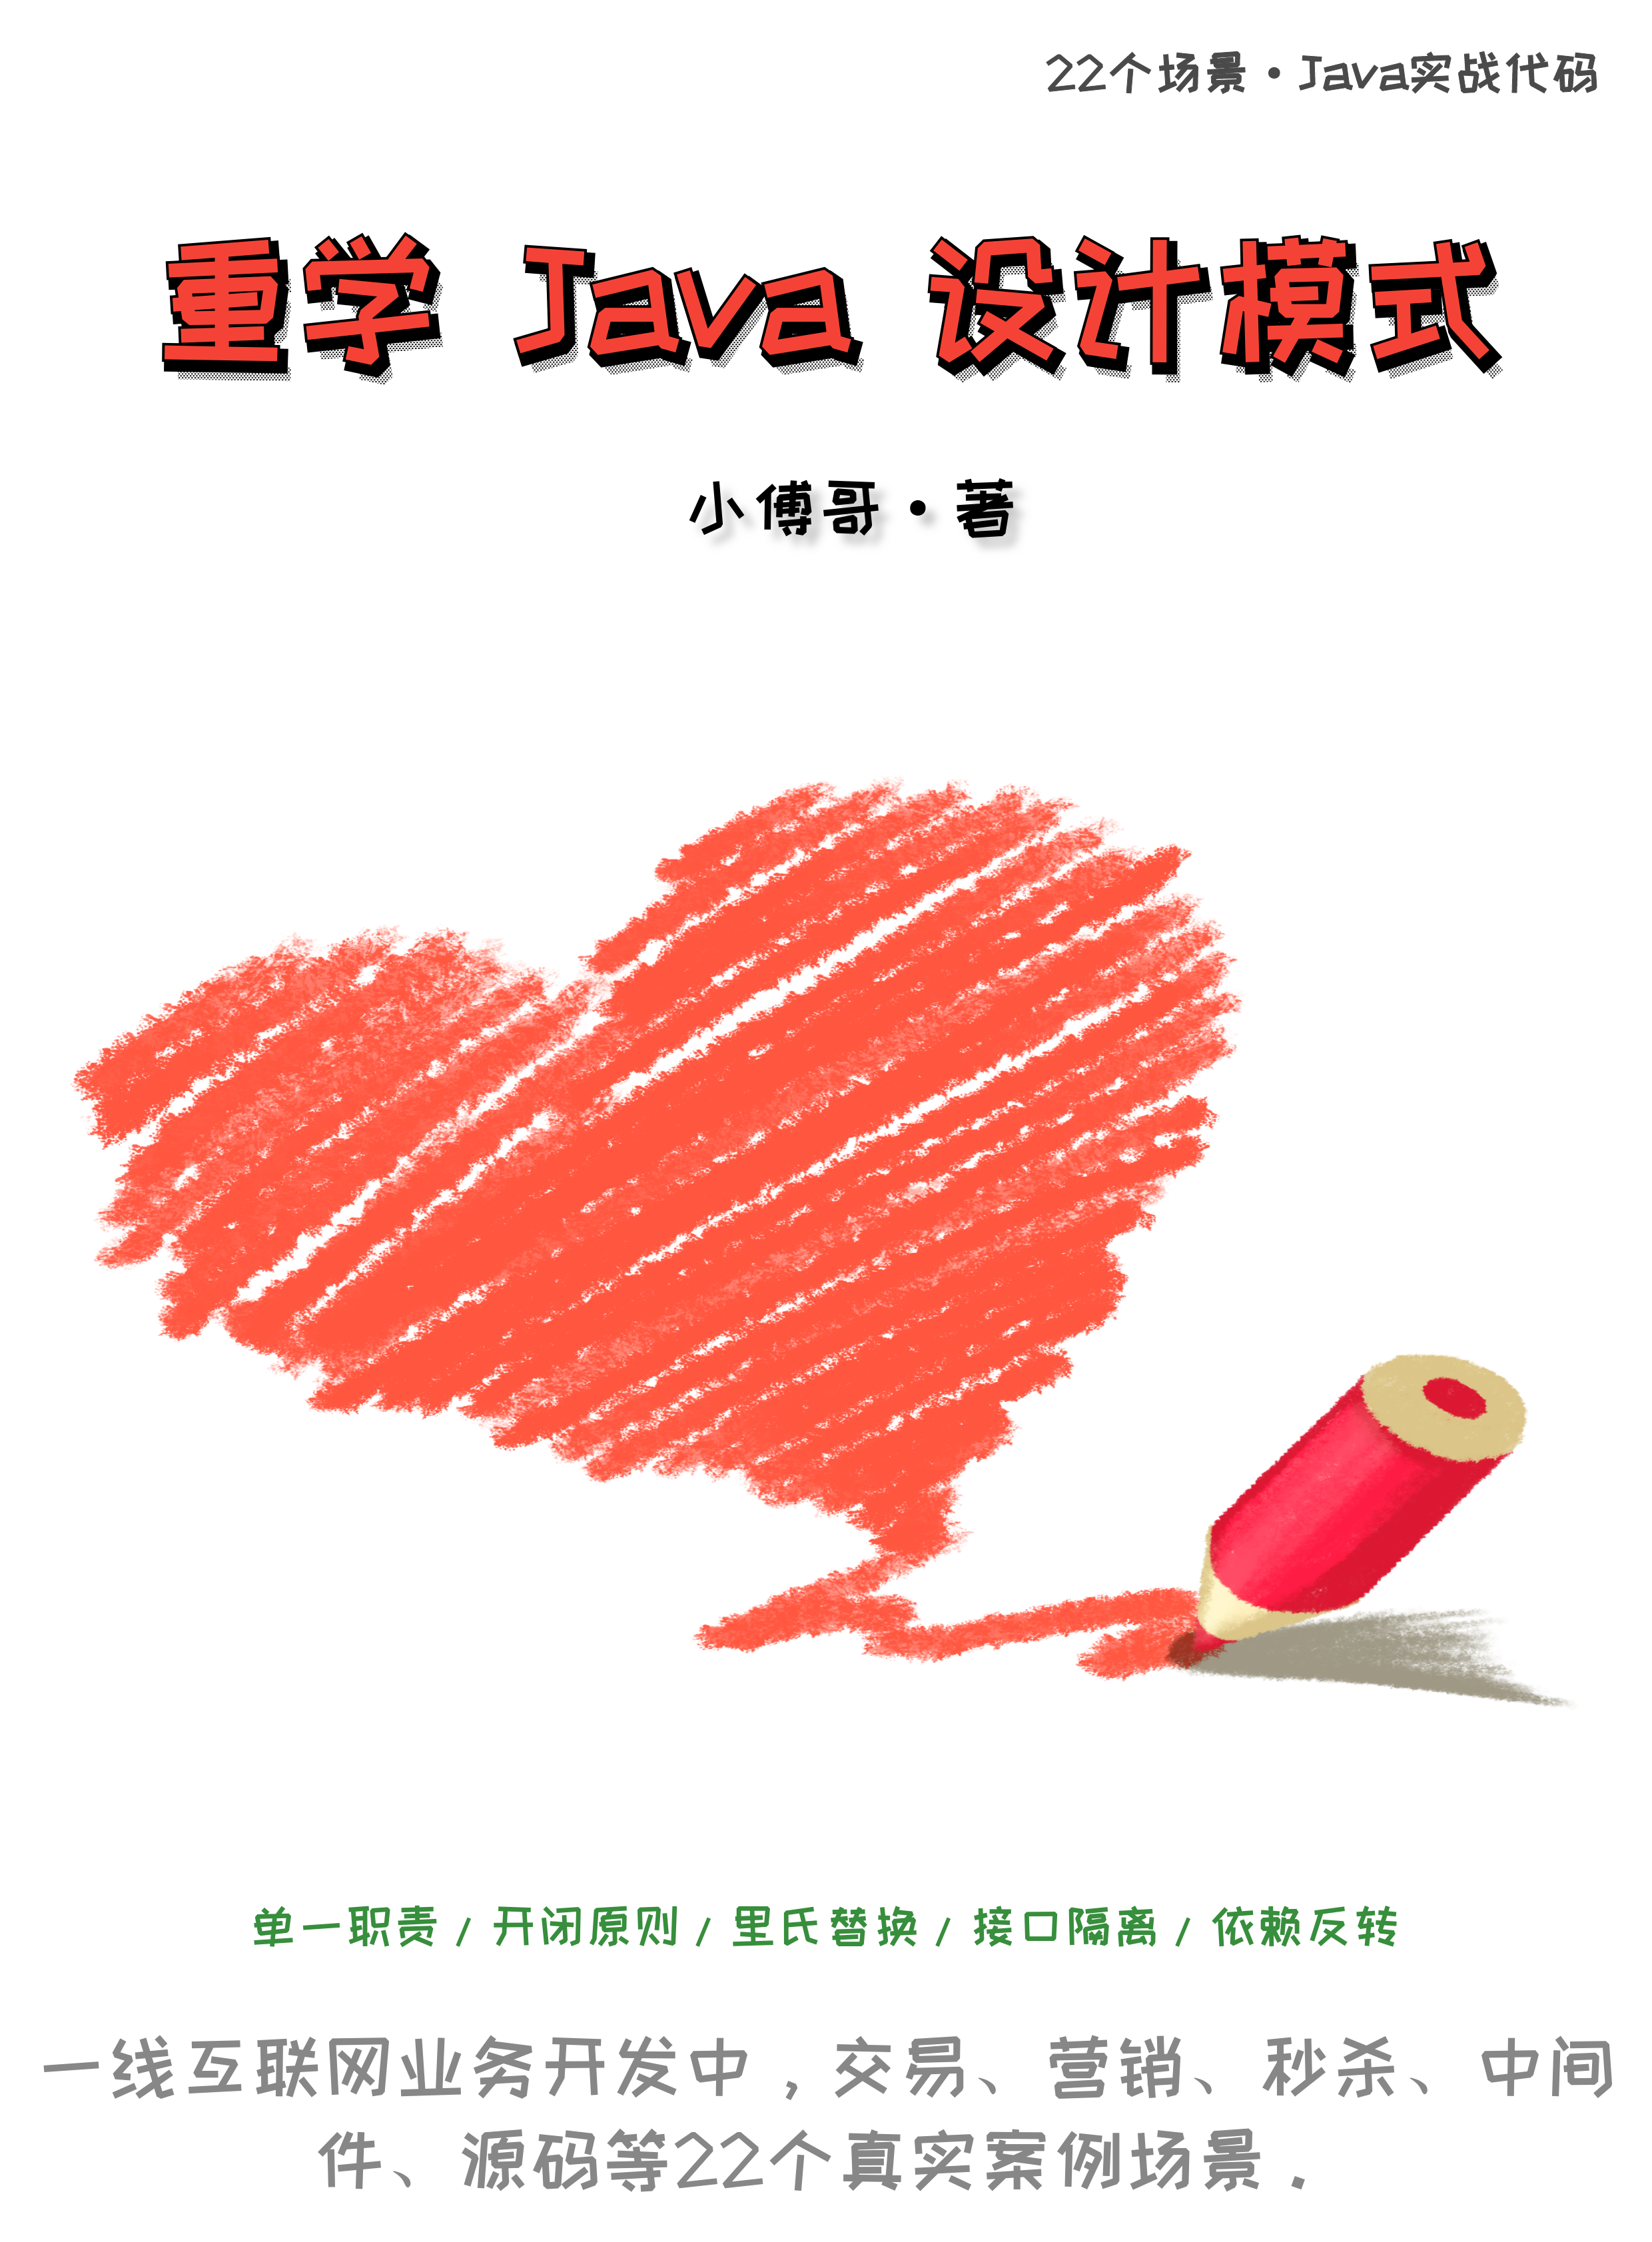 22个场景·Java实战代码
重学 Java 设计模式
小傅哥·著
单一职责 / 开闭原则 / 里氏替换 / 接口隔离 / 依赖反转
一线互联网业务开发中，交易、营销、秒杀、中间
件、源码等22个真实案例场景.